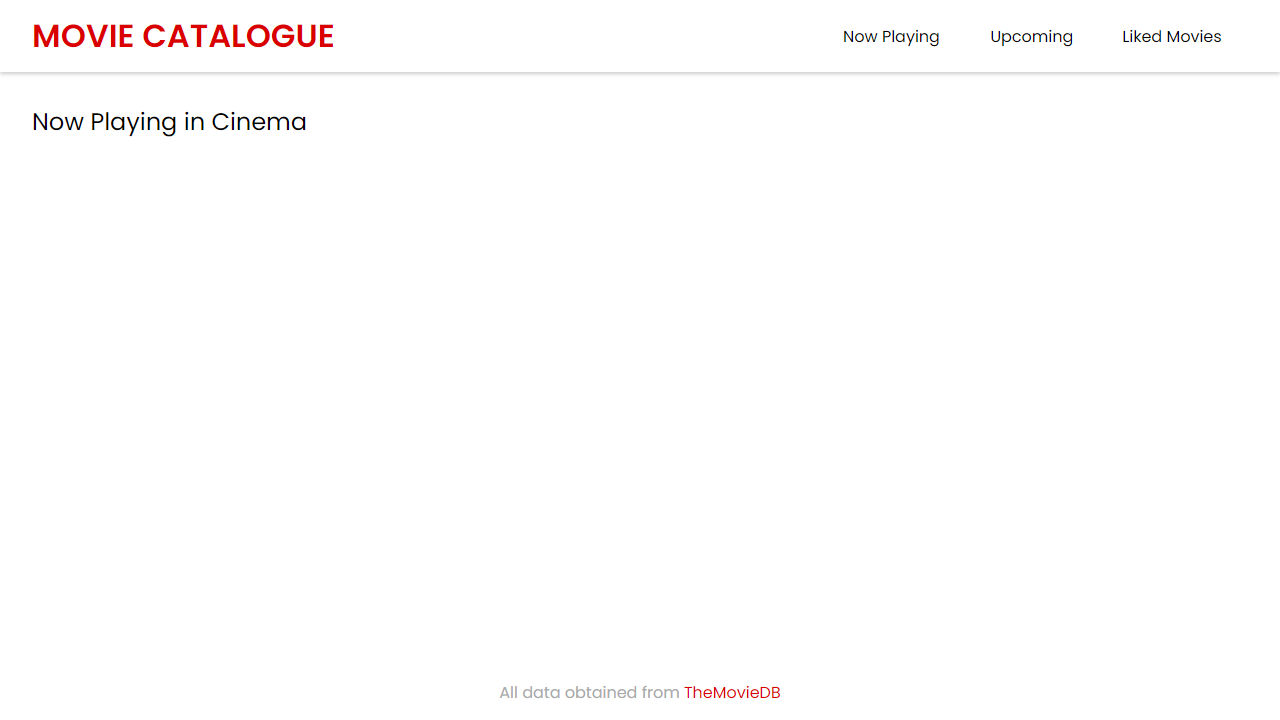 MOVIE CATALOGUE
Now Playing
Upcoming
Liked Movies
Now Playing in Cinema
All data obtained from TheMovieDB